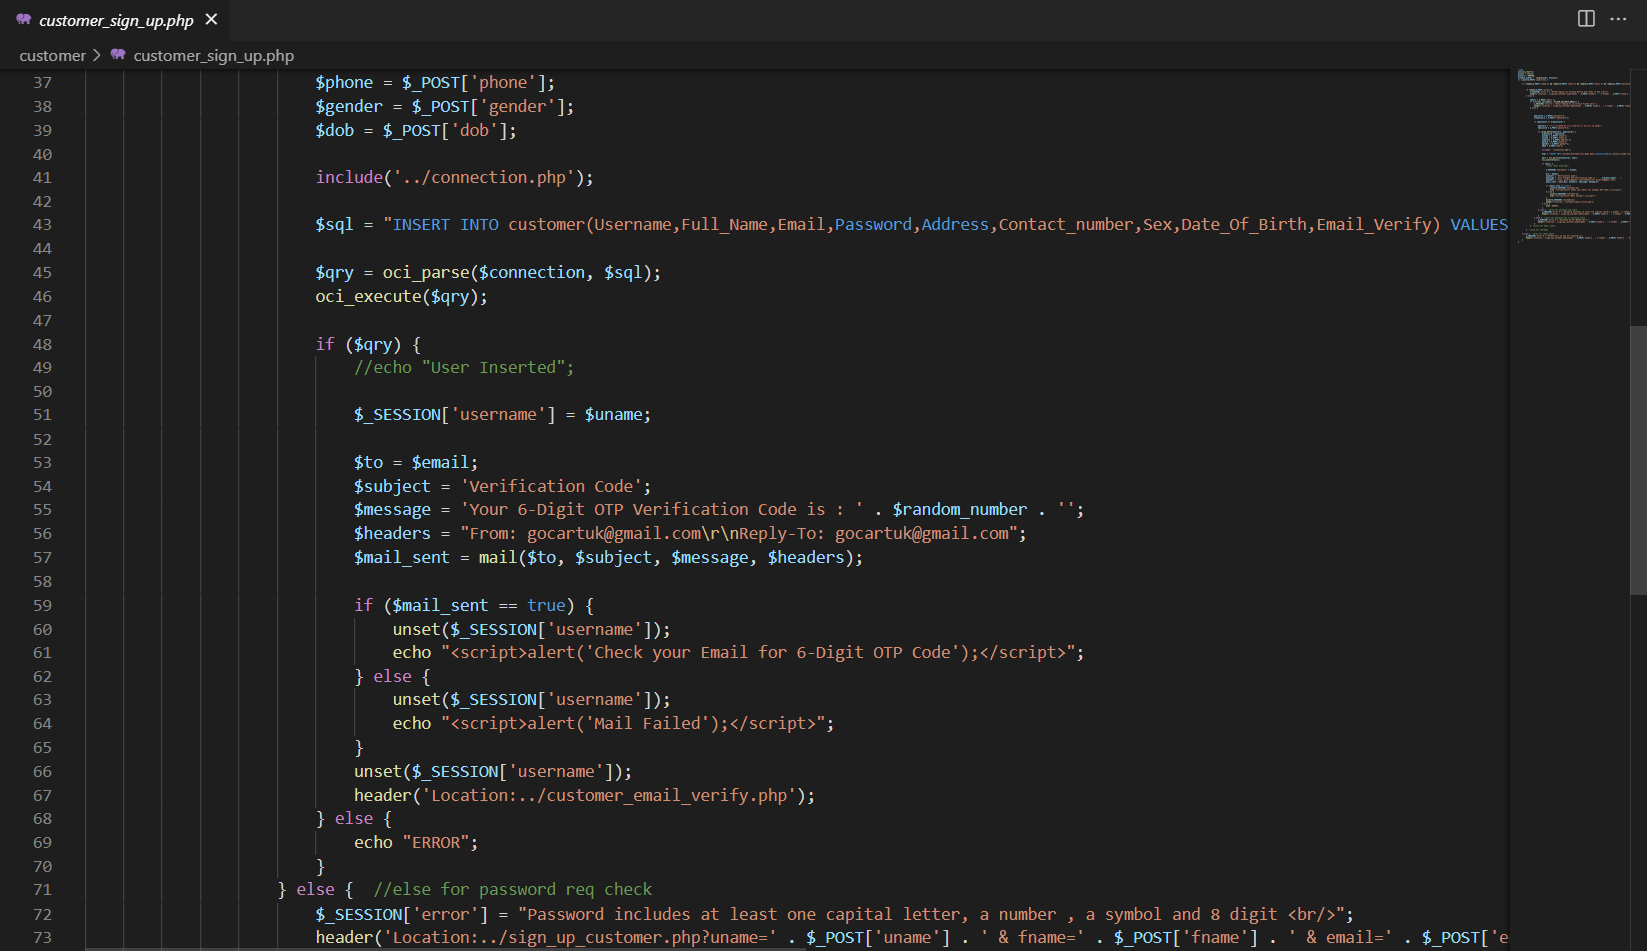 customer_sign_up.php
customer > customer_sign_up.php
37 $phone = $_POST['phone'];
38 $gender = $_POST['gender'];
39 $dob = $_POST['dob'];
40
41 include('../connection.php');
42
43 $sql = "INSERT INTO customer(Username,Full_Name,Email,Password,Address,Contact_number,Sex,Date_Of_Birth,Email_Verify) VALUES
44
45 $qry = oci_parse($connection, $sql);
46 oci_execute($qry);
47
48 if ($qry) {
49 //echo "User Inserted";
50
51 $_SESSION['username'] = $uname;
52
53 $to = $email;
54 $subject = 'Verification Code';
55 $message = 'Your 6-Digit OTP Verification Code is : ' . $random_number . '';
56 $headers = "From: gocartuk@gmail.com\r\nReply-To: gocartuk@gmail.com";
57 $mail_sent = mail($to, $subject, $message, $headers);
58
59 if ($mail_sent == true) {
60 unset($_SESSION['username']);
61 echo "<script>alert('Check your Email for 6-Digit OTP Code');</script>";
62 } else {
63 unset($_SESSION['username']);
64 echo "<script>alert('Mail Failed');</script>";
65 }
66 unset($_SESSION['username']);
67 header('Location:../customer_email_verify.php');
68 } else {
69 echo "ERROR";
70 }
71 } else {  //else for password req check
72 $_SESSION['error'] = "Password includes at least one capital letter, a number , a symbol and 8 digit <br/>";
73 header('Location:../sign_up_customer.php?uname=' . $_POST['uname'] . ' & fname=' . $_POST['fname'] . ' & email=' . $_POST['e